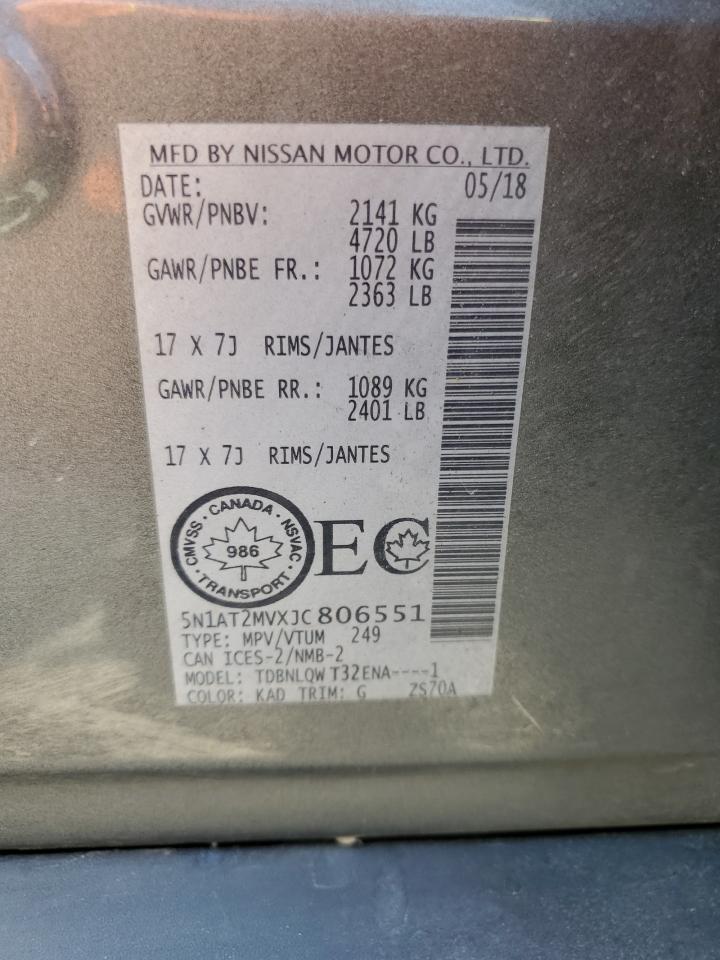 MFD BY NISSAN MOTOR CO., LTD.
DATE: 05/18
GVWR/PNBV: 2141 KG
4720 LB
GAWR/PNBE FR.: 1072 KG
2363 LB
17 X 7J RIMS/JANTES
GAWR/PNBE RR.: 1089 KG
2401 LB
17 X 7J RIMS/JANTES
CMVSS · CANADA · NSVAC · TRANSPORT ·
986
EC
5N1AT2MVXJC806551
TYPE: MPV/VTUM 249
CAN ICES-2/NMB-2
MODEL: TDBNLQW T32ENA----1
COLOR: KAD TRIM: G ZS70A